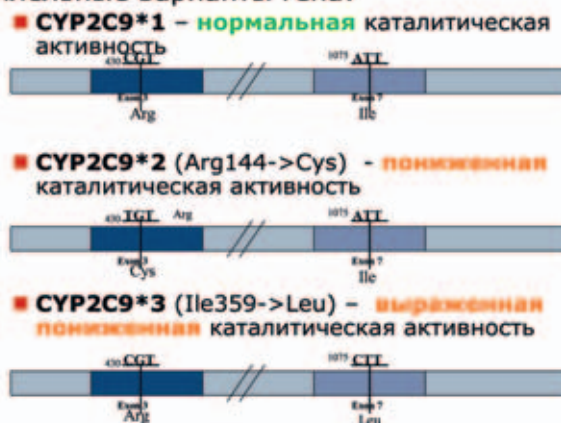 ■ CYP2C9*1 – нормальная каталитическая
активность
430 CGT 1075 ATT
Exon 3 Exon 7
Arg Ile
■ CYP2C9*2 (Arg144->Cys) - пониженная
каталитическая активность
430 TGT Arg 1075 ATT
Exon 3 Exon 7
Cys Ile
■ CYP2C9*3 (Ile359->Leu) – выраженная
пониженная каталитическая активность
430 CGT 1075 CTT
Exon 3 Exon 7
Arg Leu